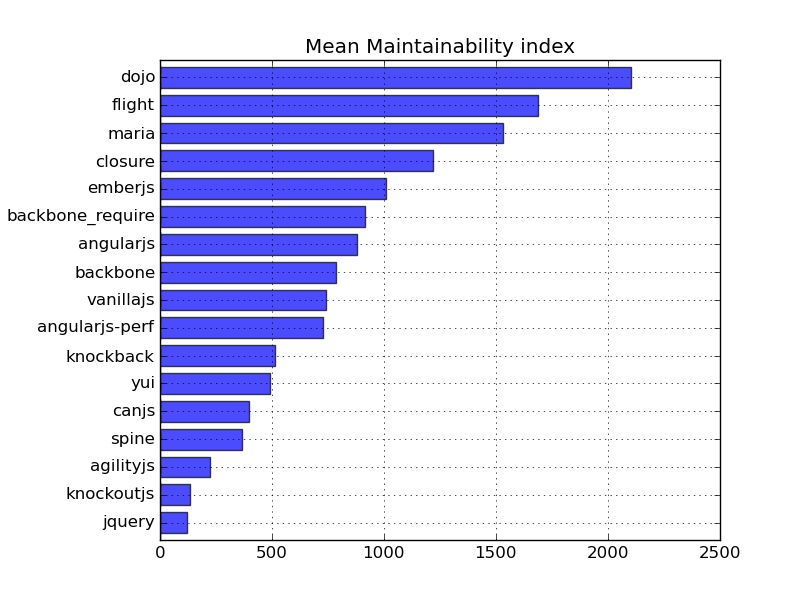 Mean Maintainability index
dojo
flight
maria
closure
emberjs
backbone_require
angularjs
backbone
vanillajs
angularjs-perf
knockback
yui
canjs
spine
agilityjs
knockoutjs
jquery
0 500 1000 1500 2000 2500